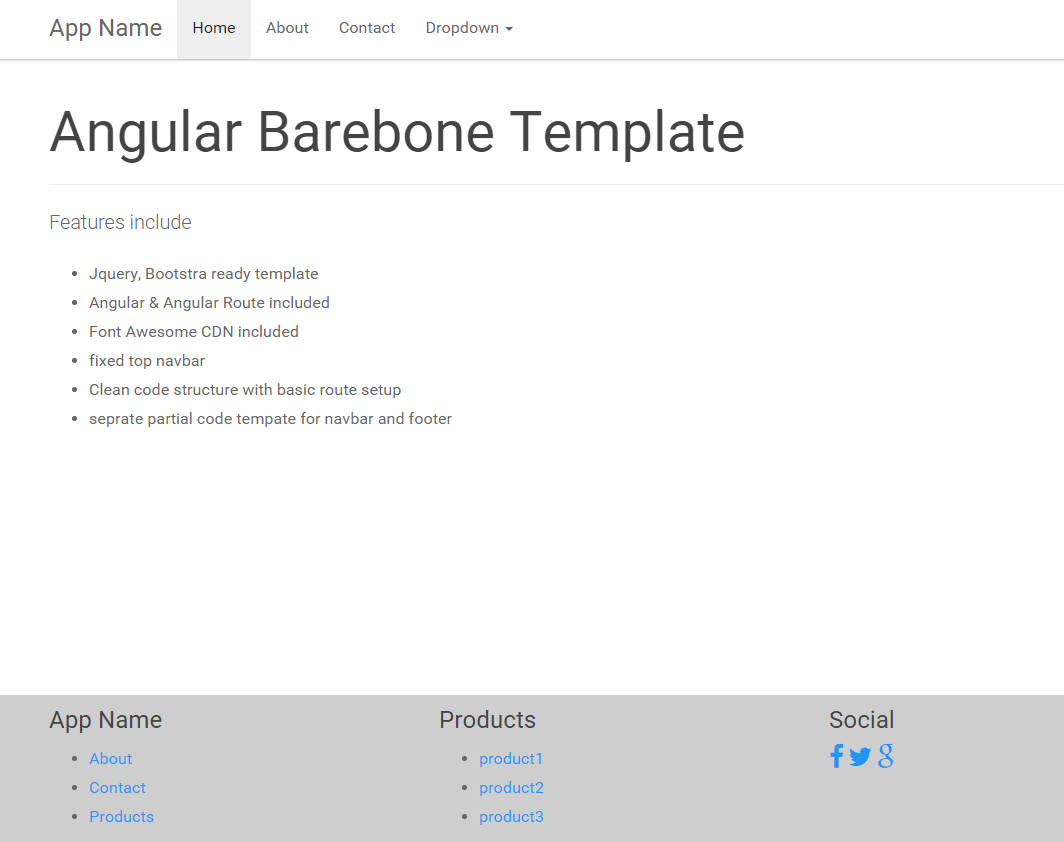 App Name Home About Contact Dropdown
Angular Barebone Template
Features include
Jquery, Bootstra ready template
Angular & Angular Route included
Font Awesome CDN included
fixed top navbar
Clean code structure with basic route setup
seprate partial code tempate for navbar and footer
App Name
About
Contact
Products
Products
product1
product2
product3
Social